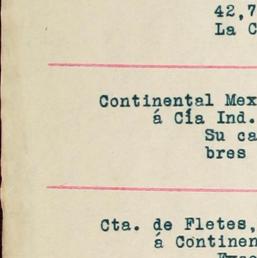 42,7
La C
Continental Mex
á Cía Ind.
Su ca
bres
Cta. de Fletes,
á Continen